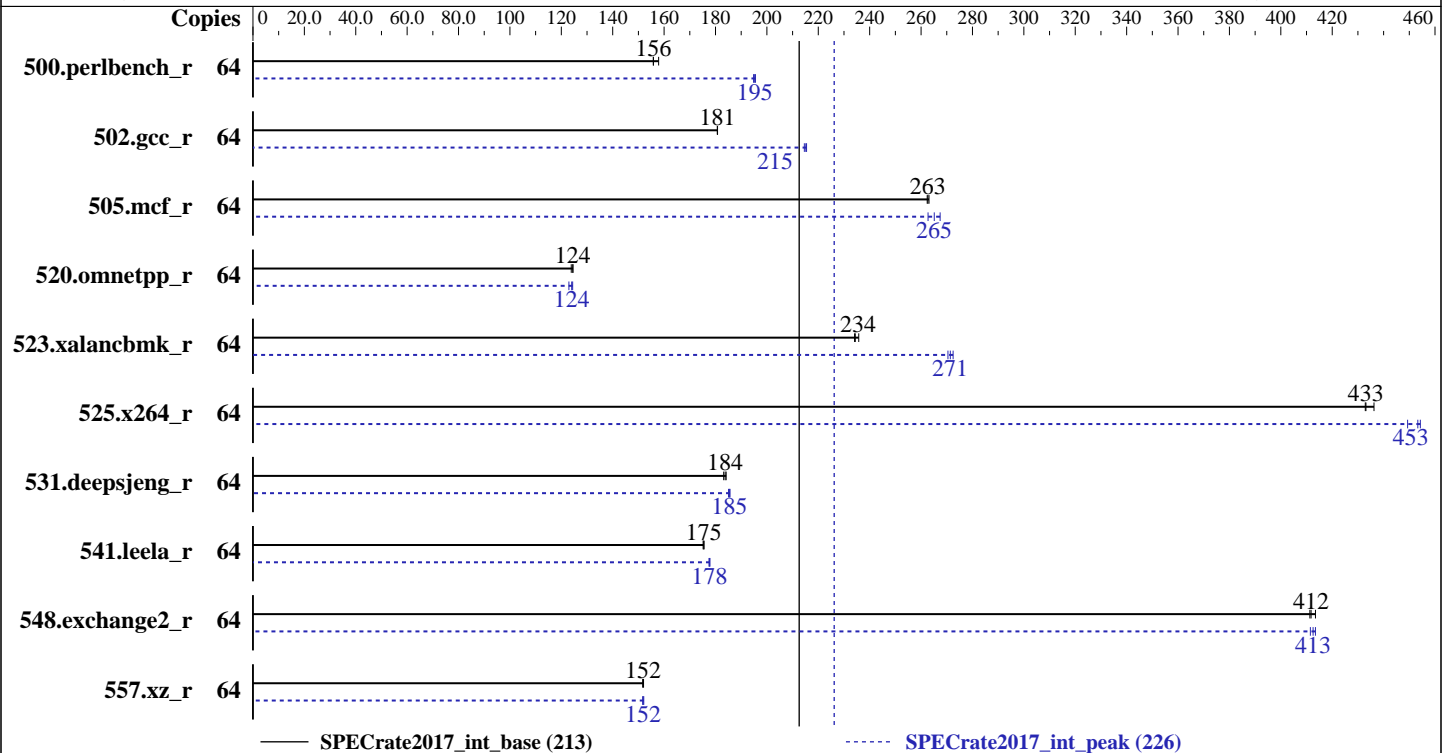 Copies 0 20.0 40.0 60.0 80.0 100 120 140 160 180 200 220 240 260 280 300 320 340 360 380 400 420 460
500.perlbench_r 64 156
195
502.gcc_r 64 181
215
505.mcf_r 64 263
265
520.omnetpp_r 64 124
124
523.xalancbmk_r 64 234
271
525.x264_r 64 433
453
531.deepsjeng_r 64 184
185
541.leela_r 64 175
178
548.exchange2_r 64 412
413
557.xz_r 64 152
152
SPECrate2017_int_base (213) SPECrate2017_int_peak (226)